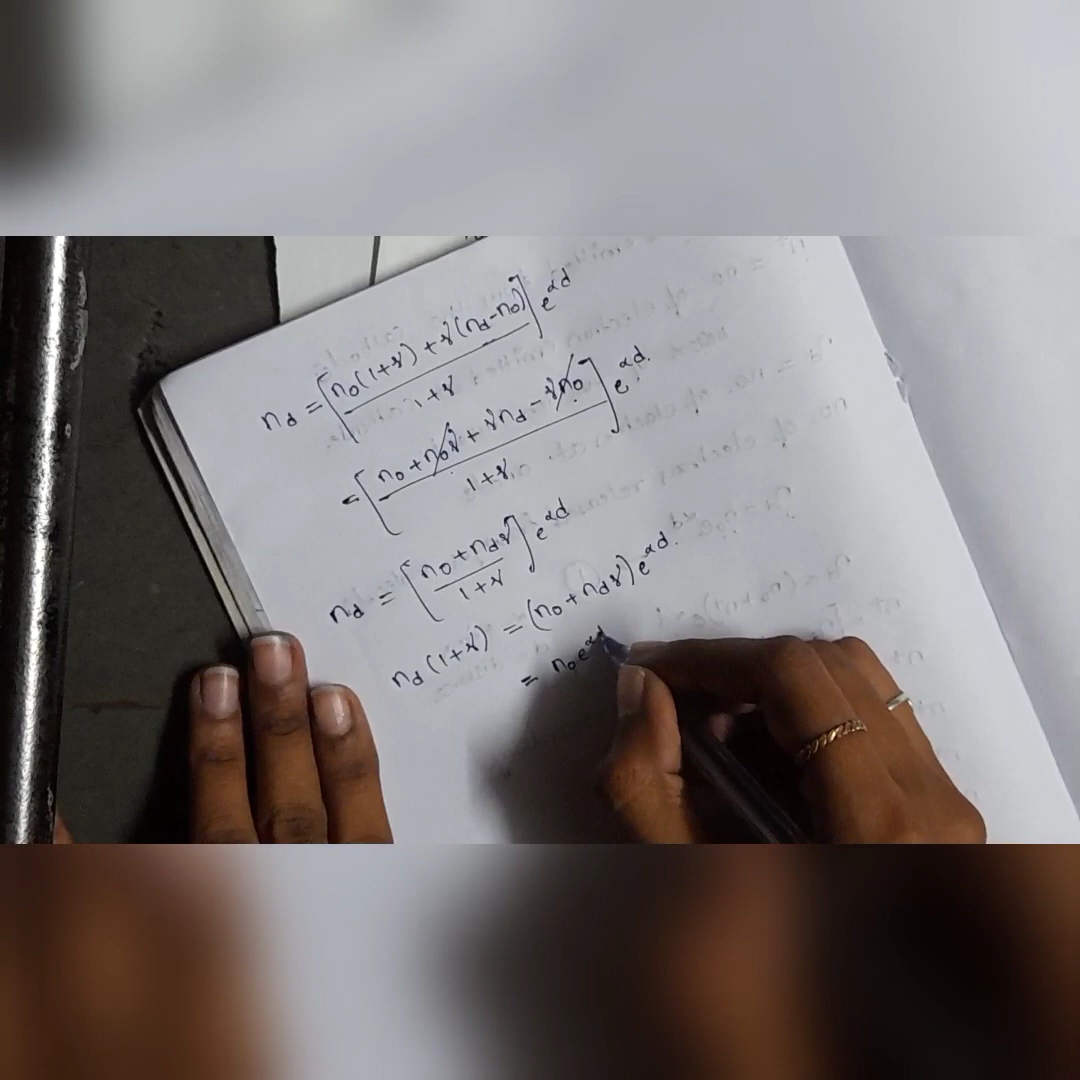 n_d = [n_0(1+γ) + γ(n_d-n_0) / 1+γ] e^αd
= [n_0 + n_0γ + γn_d - γn_0 / 1+γ] e^αd.
n_d = [n_0+n_dγ / 1+γ] e^αd
n_d(1+γ) = (n_0+n_dγ)e^αd.
= n_0e^αd